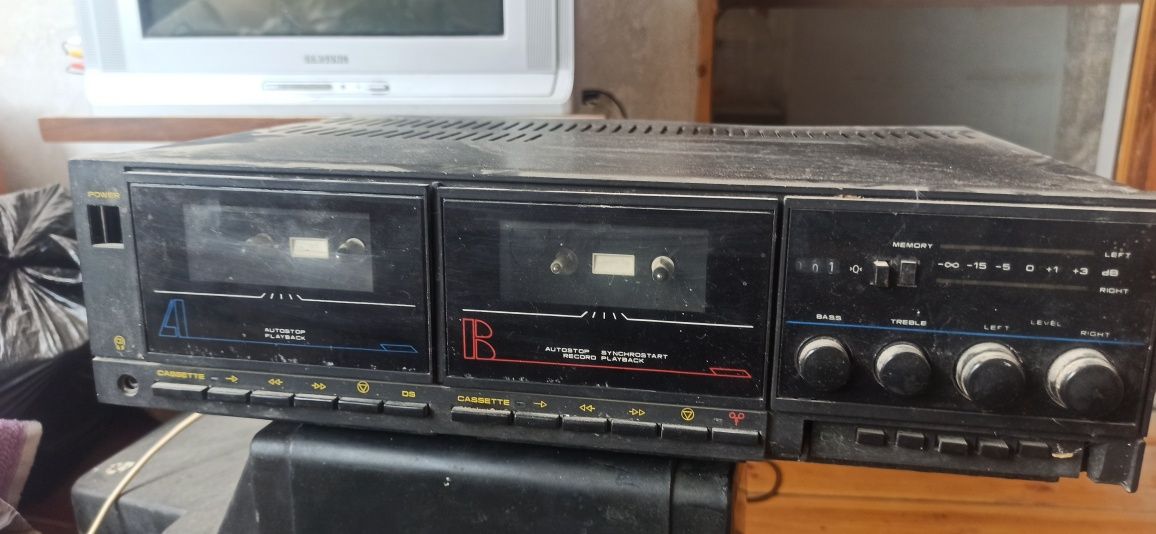 SAMSUNG
POWER
A
AUTOSTOP
PLAYBACK
CASSETTE
DS
B
AUTOSTOP SYNCHROSTART
RECORD PLAYBACK
CASSETTE
MEMORY
LEFT
-∞ -15 -5 0 +1 +3 dB
RIGHT
›O‹
BASS
TREBLE
LEVEL
LEFT
RIGHT